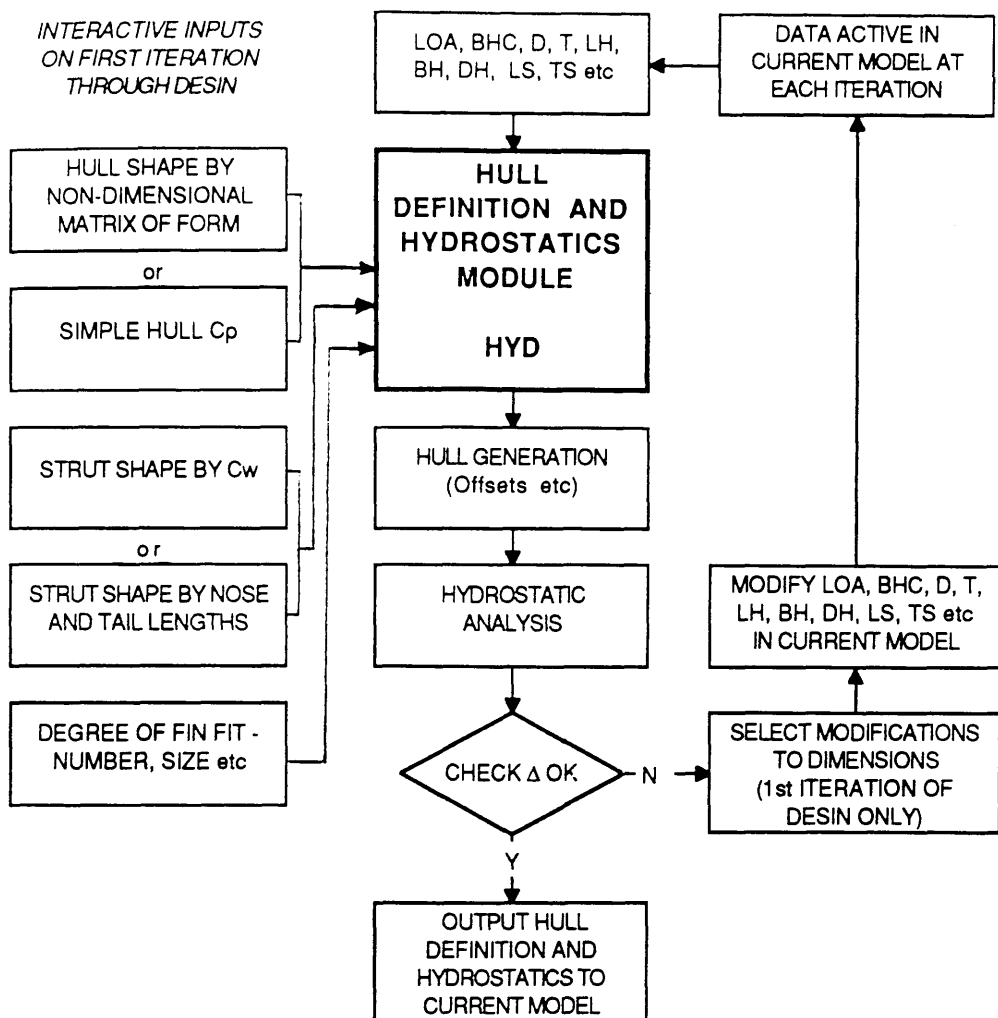 INTERACTIVE INPUTS
ON FIRST ITERATION
THROUGH DESIN
LOA, BHC, D, T, LH,
BH, DH, LS, TS etc
DATA ACTIVE IN
CURRENT MODEL AT
EACH ITERATION
HULL SHAPE BY
NON-DIMENSIONAL
MATRIX OF FORM
or
SIMPLE HULL Cp
HULL
DEFINITION AND
HYDROSTATICS
MODULE
HYD
STRUT SHAPE BY Cw
or
STRUT SHAPE BY NOSE
AND TAIL LENGTHS
HULL GENERATION
(Offsets etc)
HYDROSTATIC
ANALYSIS
MODIFY LOA, BHC, D, T,
LH, BH, DH, LS, TS etc
IN CURRENT MODEL
DEGREE OF FIN FIT -
NUMBER, SIZE etc
CHECK Δ OK
N
SELECT MODIFICATIONS
TO DIMENSIONS
(1st ITERATION OF
DESIN ONLY)
Y
OUTPUT HULL
DEFINITION AND
HYDROSTATICS TO
CURRENT MODEL